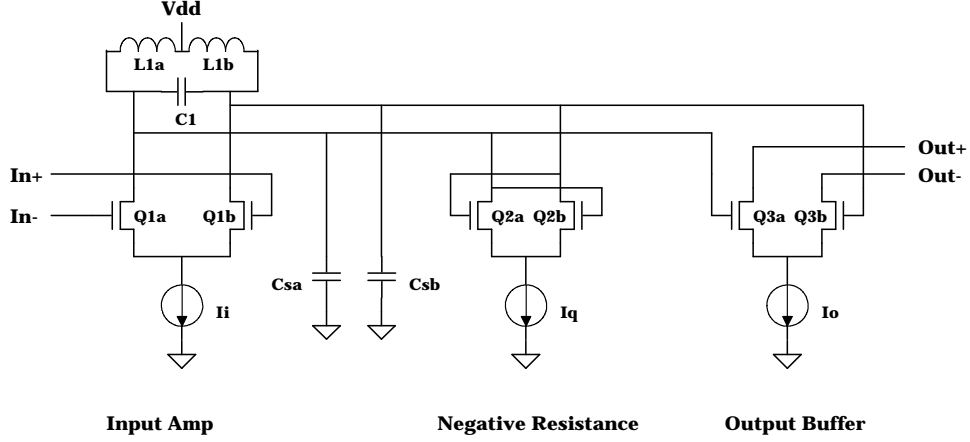 Vdd
L1a L1b
C1
In+
In-
Q1a Q1b
Q2a Q2b
Q3a Q3b
Out+
Out-
Csa Csb
Ii
Iq
Io
Input Amp
Negative Resistance
Output Buffer